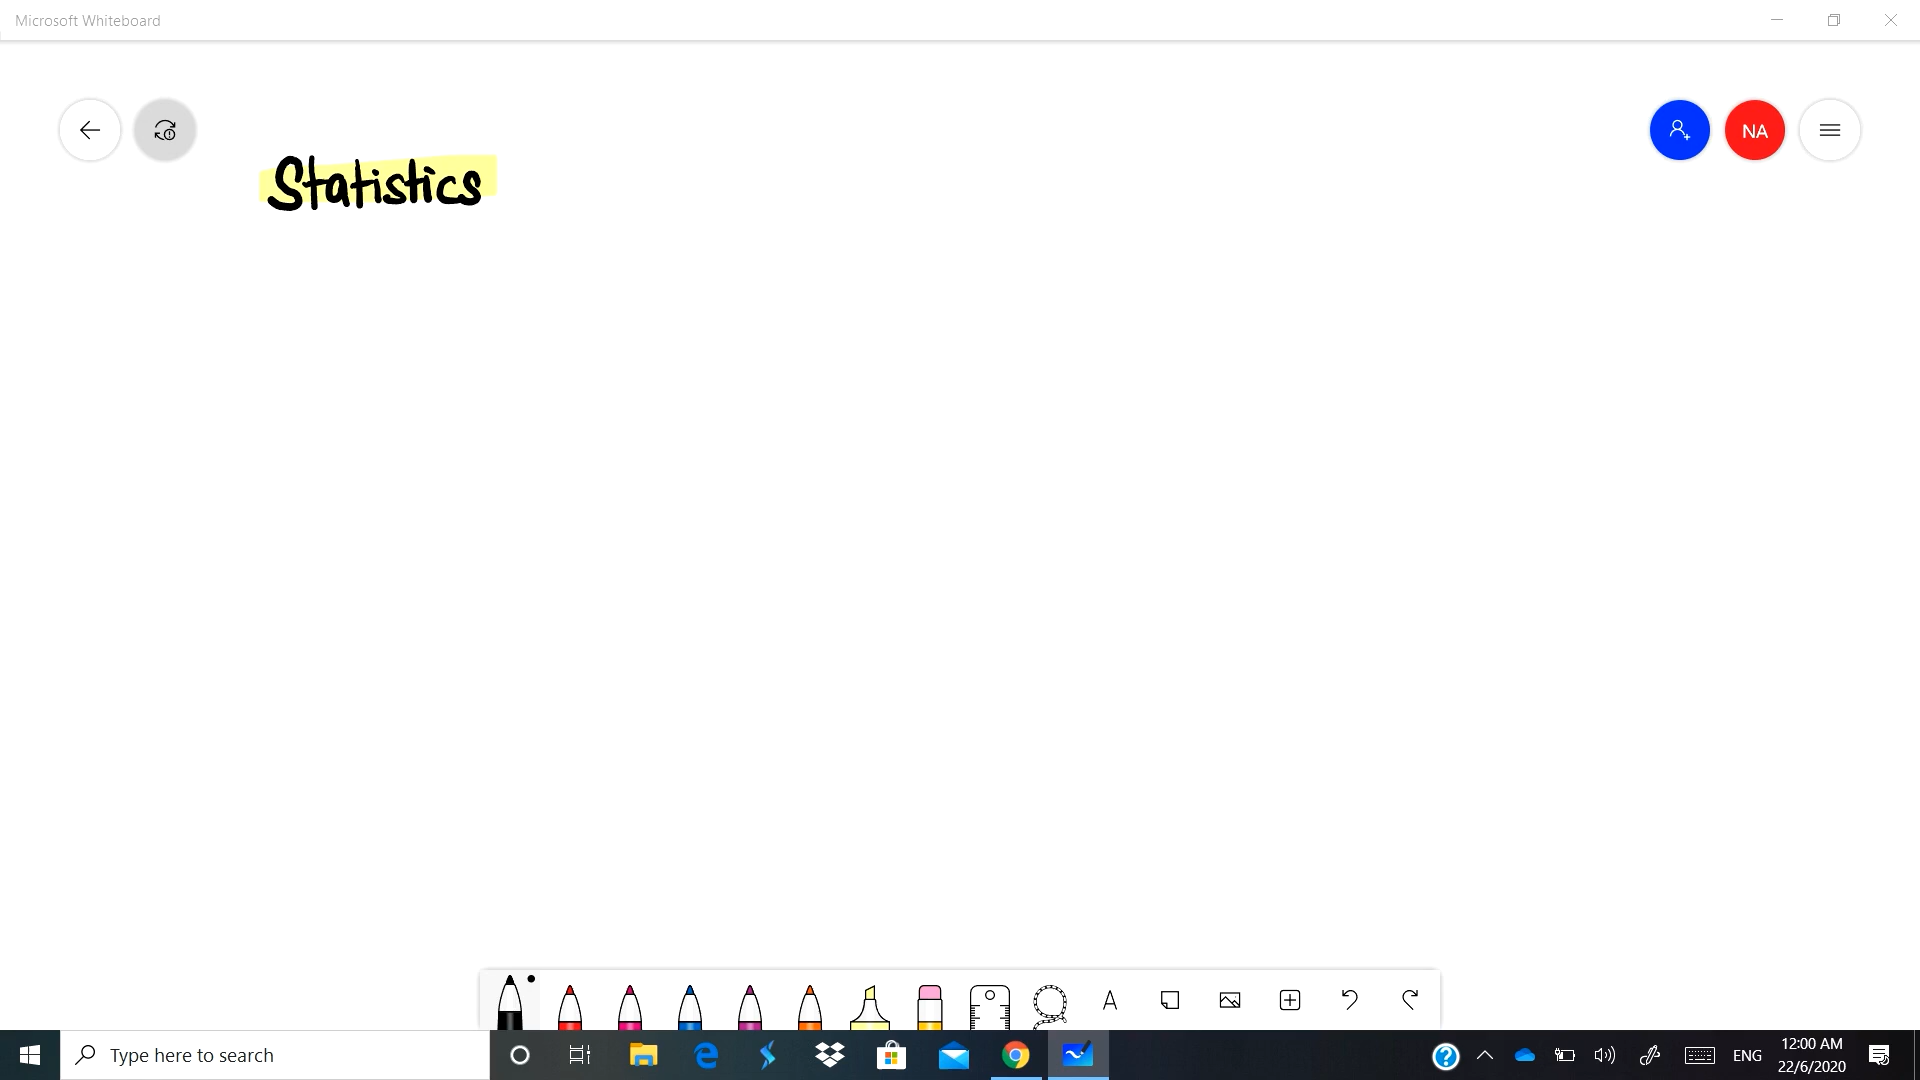 Microsoft Whiteboard
NA
Statistics
A
Type here to search
ENG
12:00 AM
22/6/2020